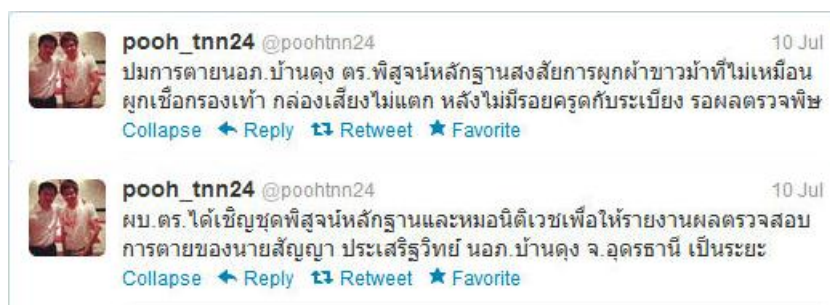 pooh_tnn24 @poohtnn24 10 Jul
ปมการตายนอภ.บ้านดุง ตร.พิสูจน์หลักฐานสงสัยการผูกผ้าขาวม้าที่ไม่เหมือน
ผูกเชือกรองเท้า กล่องเสียงไม่แตก หลังไม่มีรอยครูดกับระเบียง รอผลตรวจพิษ
Collapse Reply Retweet Favorite
pooh_tnn24 @poohtnn24 10 Jul
ผบ.ตร.ได้เชิญชุดพิสูจน์หลักฐานและหมอนิติเวชเพื่อให้รายงานผลตรวจสอบ
การตายของนายสัญญา ประเสริฐวิทย์ นอภ.บ้านดุง จ.อุดรธานี เป็นระยะ
Collapse Reply Retweet Favorite